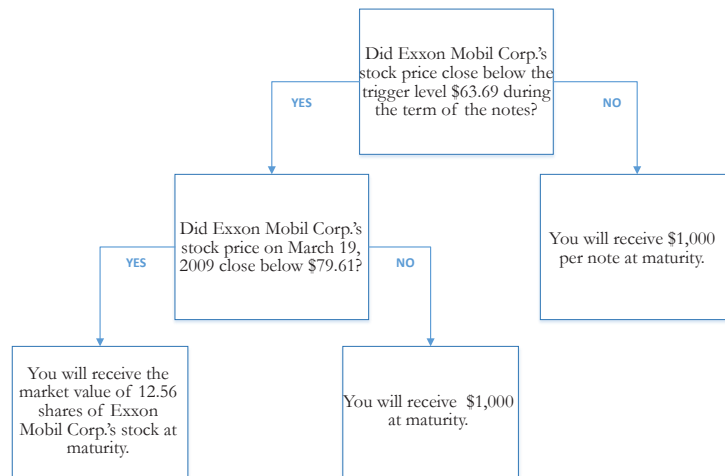 Did Exxon Mobil Corp.'s
stock price close below the
trigger level $63.69 during
the term of the notes?
YES
NO
Did Exxon Mobil Corp.'s
stock price on March 19,
2009 close below $79.61?
You will receive $1,000
per note at maturity.
YES
NO
You will receive the
market value of 12.56
shares of Exxon
Mobil Corp.'s stock at
maturity.
You will receive $1,000
at maturity.